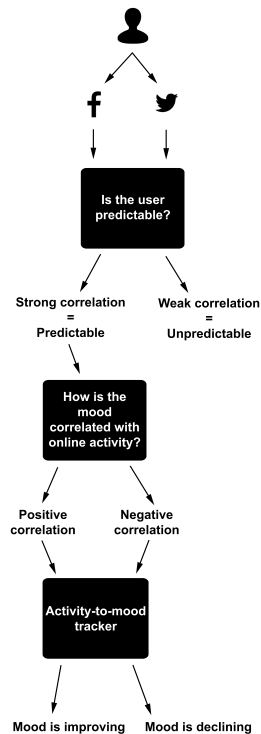 Is the user
predictable?
Strong correlation
=
Predictable
Weak correlation
=
Unpredictable
How is the
mood
correlated with
online activity?
Positive
correlation
Negative
correlation
Activity-to-mood
tracker
Mood is improving
Mood is declining